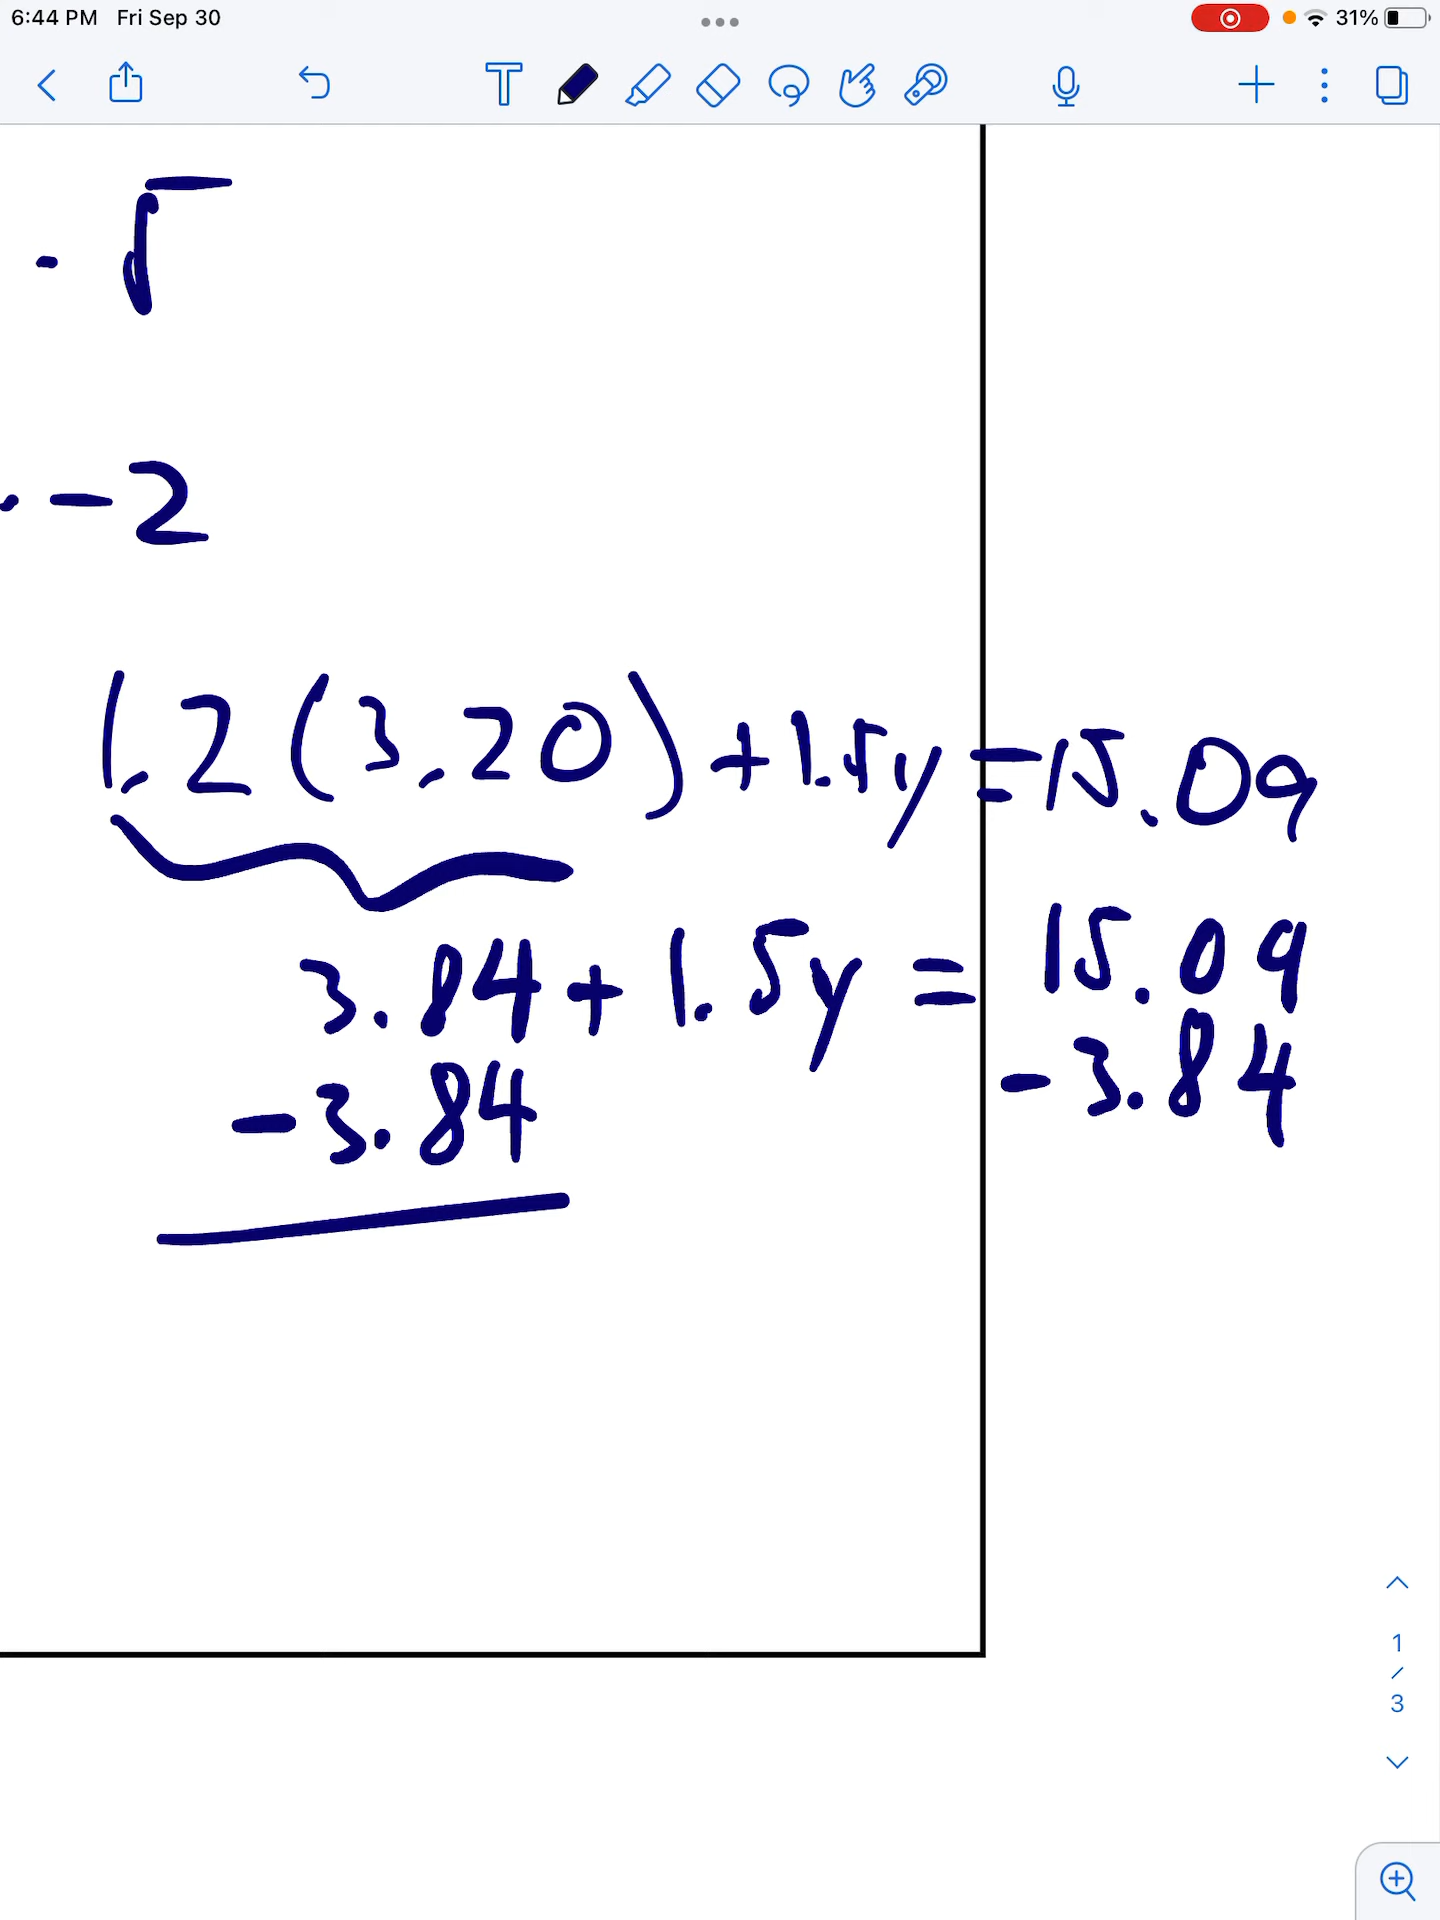 6:44 PM Fri Sep 30 31%
T
- √
. -2
1.2(3.20)+1.5y=15.09
3.84+1.5y=15.09
-3.84 -3.84
1
/
3